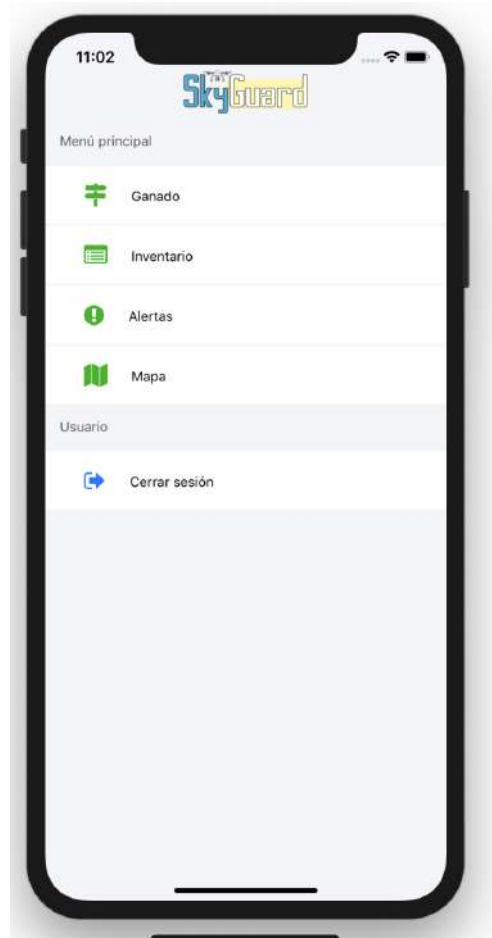 11:02
SkyGuard
Menú principal
Ganado
Inventario
Alertas
Mapa
Usuario
Cerrar sesión